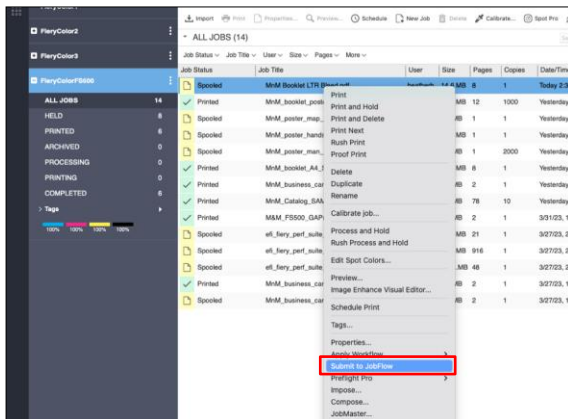 FieryColor2
Import Print Properties... Preview... Schedule New Job Delete Calibrate... Spot Pro
ALL JOBS (14)
FieryColor3
Job Status Job Title User Size Pages More
Job Status Job Title User Size Pages Copies Date/Time
FieryColorFS600
Spooled MnM Booklet LTR Bleed.pdf 14.6 MB 8 1 Today 2:3
ALL JOBS 14
Printed MnM_booklet_post MB 12 1000 Yesterday
HELD 8
Spooled MnM_poster_map_ MB 1 1 Yesterday
PRINTED 6
Spooled MnM_poster_hand MB 1 1 Yesterday
ARCHIVED 0
Spooled MnM_poster_man_ MB 1 2000 Yesterday
PROCESSING 0
Printed MnM_booklet_A4_ MB 8 1 Yesterday
PRINTING 0
Printed MnM_business_car MB 2 1 Yesterday
COMPLETED 6
Printed MnM_Catalog_SAM MB 78 10 Yesterday
Tags
Printed M&M_FS500_GAP MB 2 1 3/31/23,
100% 100% 100% 100%
Spooled efi_fiery_perf_suite MB 21 1 3/27/23,
Spooled efi_fiery_perf_suite MB 916 1 3/27/23,
Spooled efi_fiery_perf_suite MB 48 1 3/27/23,
Printed MnM_business_car MB 2 1 3/27/23,
Spooled MnM_business_car MB 2 1 3/27/23,
Print
Print and Hold
Print and Delete
Print Next
Rush Print
Proof Print
Delete
Duplicate
Rename
Calibrate job...
Process and Hold
Rush Process and Hold
Edit Spot Colors...
Preview...
Image Enhance Visual Editor...
Schedule Print
Tags...
Properties...
Apply Workflow
Submit to JobFlow
Preflight Pro
Impose...
Compose...
JobMaster...